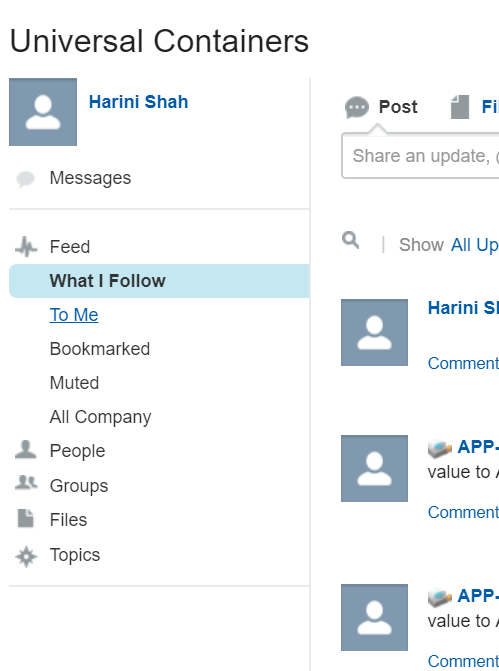 Universal Containers
Harini Shah
Messages
Feed
What I Follow
To Me
Bookmarked
Muted
All Company
People
Groups
Files
Topics
Post
Fi
Share an update, @
Show All Up
Harini S
Comment
APP-
value to A
Comment
APP-
value to A
Comment